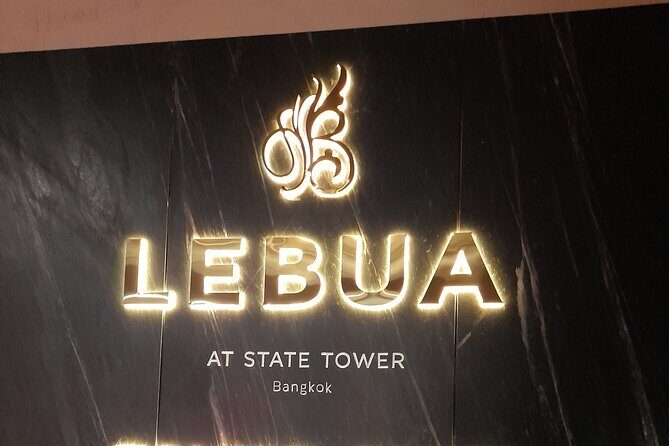 LEBUA
AT STATE TOWER
Bangkok